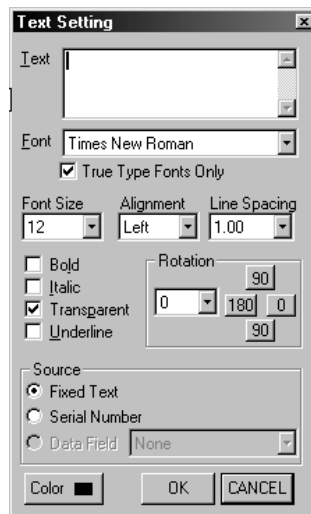 Text Setting
Text
Font Times New Roman
True Type Fonts Only
Font Size Alignment Line Spacing
12 Left 1.00
Bold
Italic
Transparent
Underline
Rotation
90
0 180 0
90
Source
Fixed Text
Serial Number
Data Field None
Color OK CANCEL